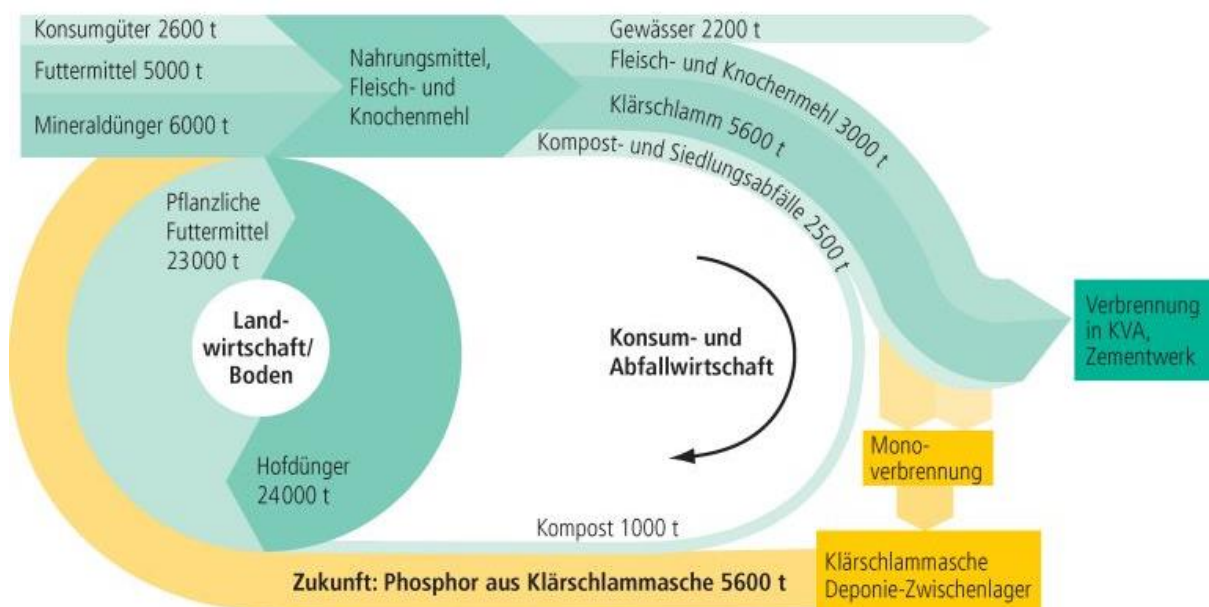 Konsumgüter 2600 t
Futtermittel 5000 t
Mineraldünger 6000 t
Nahrungsmittel,
Fleisch- und
Knochenmehl
Gewässer 2200 t
Fleisch- und Knochenmehl 3000 t
Klärschlamm 5600 t
Kompost- und Siedlungsabfälle 2500 t
Pflanzliche
Futtermittel
23000 t
Land-
wirtschaft/
Boden
Hofdünger
24000 t
Konsum- und
Abfallwirtschaft
Verbrennung
in KVA,
Zementwerk
Mono-
verbrennung
Kompost 1000 t
Zukunft: Phosphor aus Klärschlammasche 5600 t
Klärschlammasche
Deponie-Zwischenlager